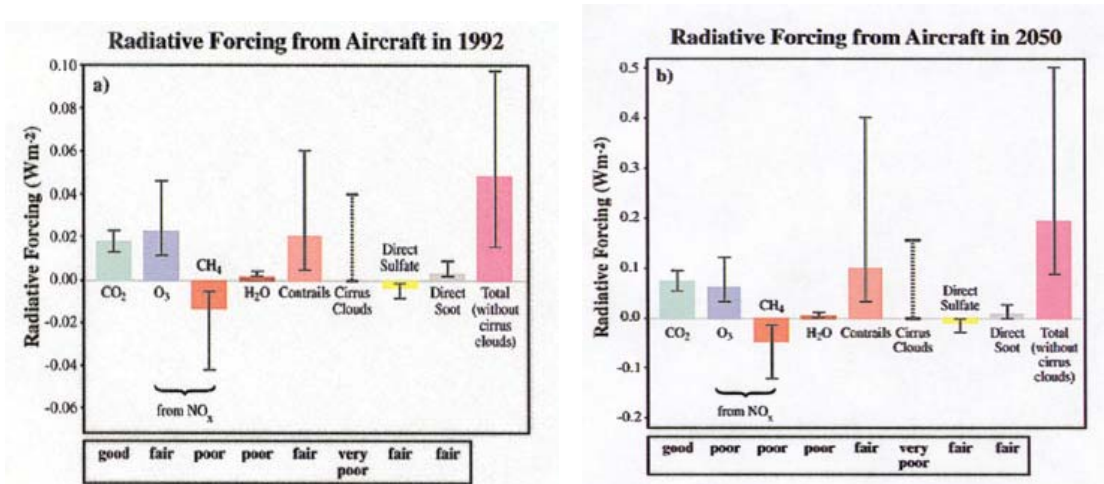 Radiative Forcing from Aircraft in 1992
a)
Radiative Forcing (Wm-2)
0.10
0.08
0.06
0.04
0.02
0.00
-0.02
-0.04
-0.06
CO2
O3
CH4
H2O
Contrails
Cirrus
Clouds
Direct
Sulfate
Direct
Soot
Total
(without
cirrus
clouds)
from NOx
good fair poor poor fair very poor fair fair
Radiative Forcing from Aircraft in 2050
b)
Radiative Forcing (Wm-2)
0.5
0.4
0.3
0.2
0.1
0.0
-0.1
-0.2
CO2
O3
CH4
H2O
Contrails
Cirrus
Clouds
Direct
Sulfate
Direct
Soot
Total
(without
cirrus
clouds)
from NOx
good poor poor poor fair very poor fair fair